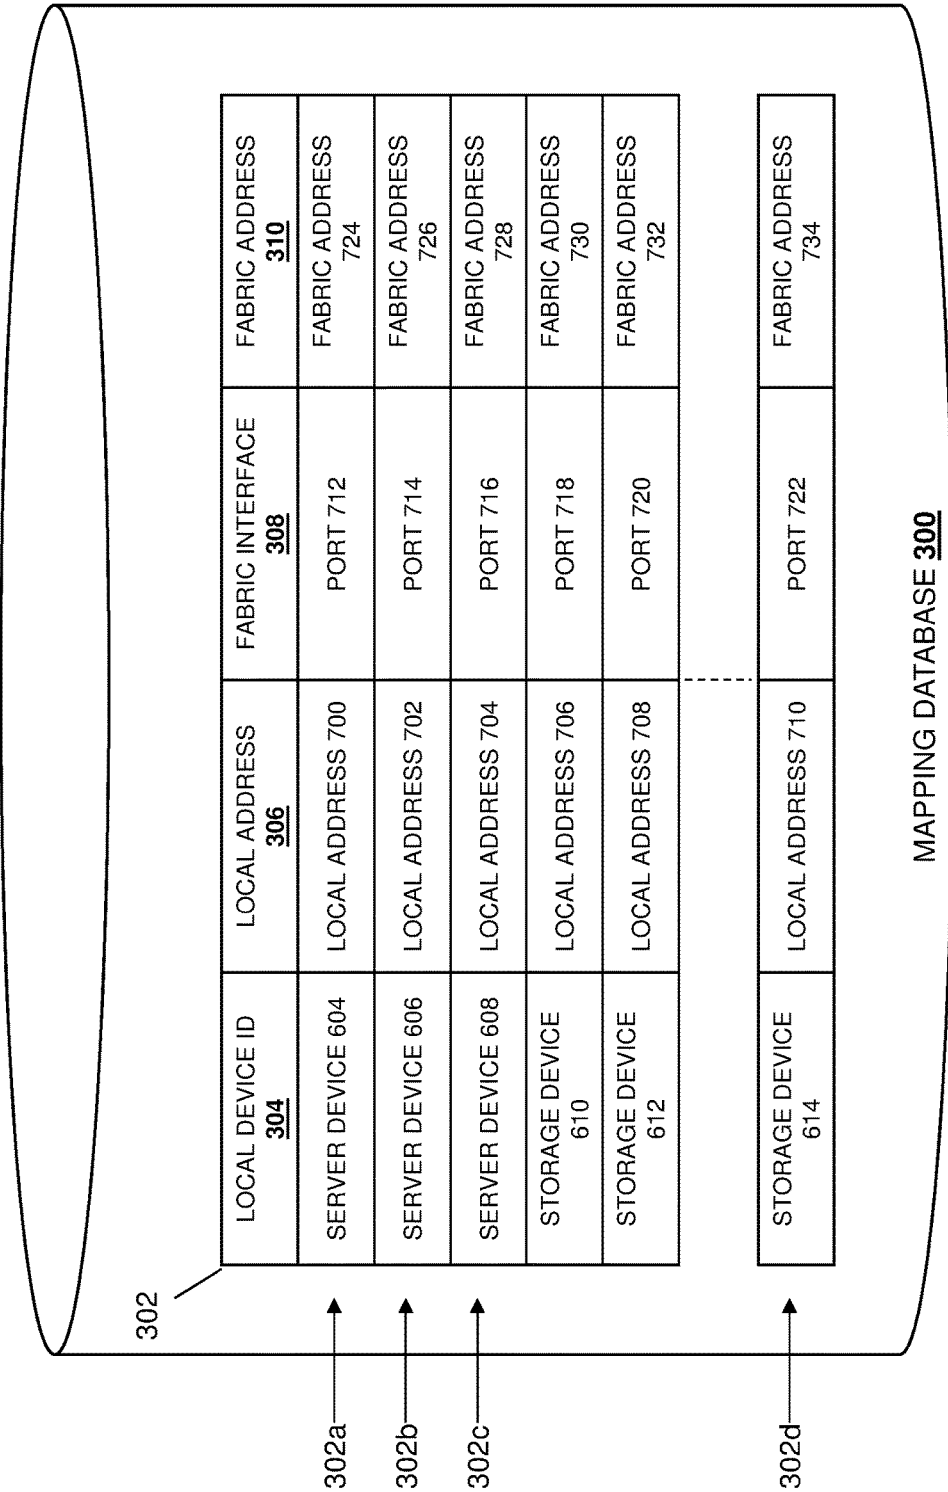 302
LOCAL DEVICE ID
304
LOCAL ADDRESS
306
FABRIC INTERFACE
308
FABRIC ADDRESS
310
302a
SERVER DEVICE 604
LOCAL ADDRESS 700
PORT 712
FABRIC ADDRESS
724
302b
SERVER DEVICE 606
LOCAL ADDRESS 702
PORT 714
FABRIC ADDRESS
726
302c
SERVER DEVICE 608
LOCAL ADDRESS 704
PORT 716
FABRIC ADDRESS
728
STORAGE DEVICE
610
LOCAL ADDRESS 706
PORT 718
FABRIC ADDRESS
730
STORAGE DEVICE
612
LOCAL ADDRESS 708
PORT 720
FABRIC ADDRESS
732
302d
STORAGE DEVICE
614
LOCAL ADDRESS 710
PORT 722
FABRIC ADDRESS
734
MAPPING DATABASE 300